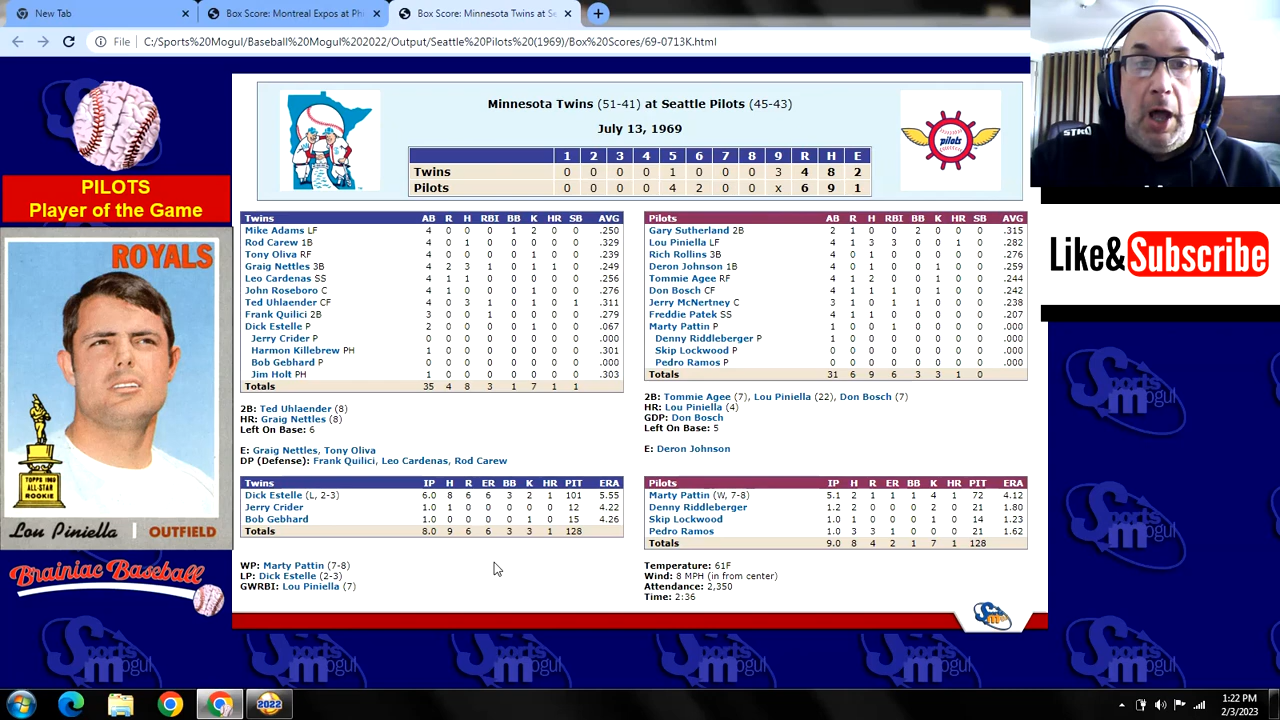 New Tab
Box Score: Montreal Expos at Ph
Box Score: Minnesota Twins at Se
File C:/Sports%20Mogul/Baseball%20Mogul%202022/Output/Seattle%20Pilots%20(1969)/Box%20Scores/69-0713K.html
Minnesota Twins (51-41) at Seattle Pilots (45-43)
July 13, 1969
1 2 3 4 5 6 7 8 9 R H E
Twins 0 0 0 0 1 0 0 0 3 4 8 2
Pilots 0 0 0 0 4 2 0 0 x 6 9 1
pilots
PILOTS
Player of the Game
ROYALS
TOPPS 1969
ALL-STAR
ROOKIE
Lou Piniella | OUTFIELD
Brainiac Baseball
Twins AB R H RBI BB K HR SB AVG
Mike Adams LF 4 0 0 0 1 2 0 0 .250
Rod Carew 1B 4 0 1 0 0 0 0 0 .329
Tony Oliva RF 4 0 0 0 0 1 0 0 .239
Graig Nettles 3B 4 2 3 1 0 1 1 0 .249
Leo Cardenas SS 4 1 1 0 0 0 0 0 .256
John Roseboro C 4 1 0 0 0 1 0 0 .276
Ted Uhlaender CF 4 0 3 1 0 1 0 1 .311
Frank Quilici 2B 3 0 0 1 0 0 0 0 .279
Dick Estelle P 2 0 0 0 0 1 0 0 .067
Jerry Crider P 0 0 0 0 0 0 0 0 .000
Harmon Killebrew PH 1 0 0 0 0 0 0 0 .301
Bob Gebhard P 0 0 0 0 0 0 0 0 .000
Jim Holt PH 1 0 0 0 0 0 0 0 .303
Totals 35 4 8 3 1 7 1 1
2B: Ted Uhlaender (8)
HR: Graig Nettles (8)
Left On Base: 6
E: Graig Nettles, Tony Oliva
DP (Defense): Frank Quilici, Leo Cardenas, Rod Carew
Pilots AB R H RBI BB K HR SB AVG
Gary Sutherland 2B 2 1 0 0 2 0 0 0 .315
Lou Piniella LF 4 1 3 3 0 0 1 0 .282
Rich Rollins 3B 4 0 1 0 0 0 0 0 .276
Deron Johnson 1B 4 0 1 0 0 1 0 0 .259
Tommie Agee RF 4 1 2 0 0 1 0 0 .244
Don Bosch CF 4 1 1 1 0 1 0 0 .242
Jerry McNertney C 3 1 0 1 1 0 0 0 .238
Freddie Patek SS 4 1 1 0 0 0 0 0 .207
Marty Pattin P 1 0 0 1 0 0 0 0 .000
Denny Riddleberger P 1 0 0 0 0 0 0 0 .000
Skip Lockwood P 0 0 0 0 0 0 0 0 .000
Pedro Ramos P 0 0 0 0 0 0 0 0 .000
Totals 31 6 9 6 3 3 1 0
2B: Tommie Agee (7), Lou Piniella (22), Don Bosch (7)
HR: Lou Piniella (4)
GDP: Don Bosch
Left On Base: 5
E: Deron Johnson
Twins IP H R ER BB K HR PIT ERA
Dick Estelle (L, 2-3) 6.0 8 6 6 3 2 1 101 5.55
Jerry Crider 1.0 1 0 0 0 0 0 12 4.22
Bob Gebhard 1.0 0 0 0 0 1 0 15 4.26
Totals 8.0 9 6 6 3 3 1 128
WP: Marty Pattin (7-8)
LP: Dick Estelle (2-3)
GWRBI: Lou Piniella (7)
Pilots IP H R ER BB K HR PIT ERA
Marty Pattin (W, 7-8) 5.1 2 1 1 1 4 1 72 4.12
Denny Riddleberger 1.2 2 0 0 0 2 0 21 1.80
Skip Lockwood 1.0 1 0 0 0 1 0 14 1.23
Pedro Ramos 1.0 3 3 1 0 0 0 21 1.62
Totals 9.0 8 4 2 1 7 1 128
Temperature: 61F
Wind: 8 MPH (in from center)
Attendance: 2,350
Time: 2:36
Like& Subscribe
Sports Mogul
2022
1:22 PM
2/3/2023